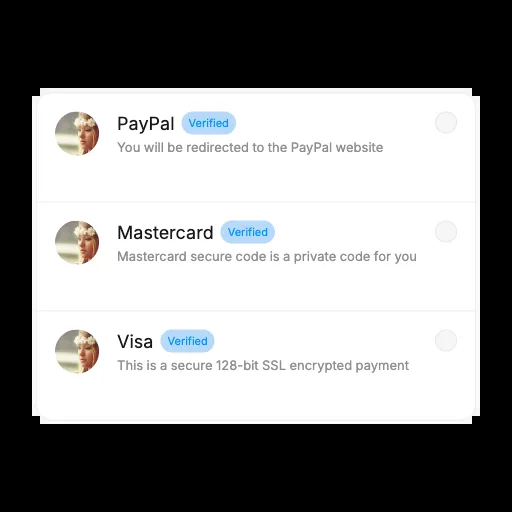 PayPal Verified
You will be redirected to the PayPal website
Mastercard Verified
Mastercard secure code is a private code for you
Visa Verified
This is a secure 128-bit SSL encrypted payment